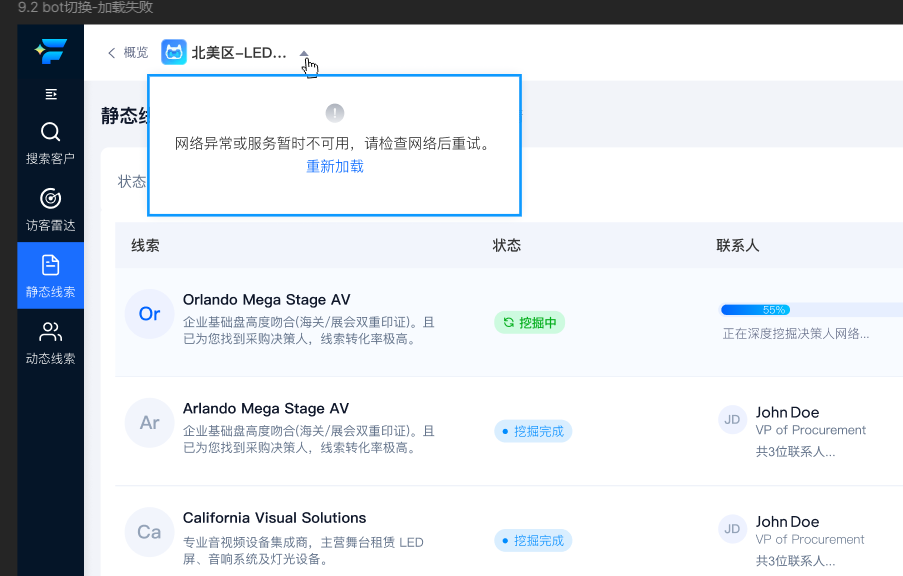 9.2 bot切换-加载失败
概览
北美区-LED...
搜索客户
访客雷达
静态线索
动态线索
静态线
网络异常或服务暂时不可用，请检查网络后重试。
重新加载
状态
线索
状态
联系人
Or
Orlando Mega Stage AV
企业基础盘高度吻合(海关/展会双重印证)。且
已为您找到采购决策人，线索转化率极高。
挖掘中
55%
正在深度挖掘决策人网络...
Ar
Arlando Mega Stage AV
企业基础盘高度吻合(海关/展会双重印证)。且
已为您找到采购决策人，线索转化率极高。
挖掘完成
JD
John Doe
VP of Procurement
共3位联系人...
Ca
California Visual Solutions
专业音视频设备集成商，主营舞台租赁 LED
屏、音响系统及灯光设备。
挖掘完成
JD
John Doe
VP of Procurement
共3位联系人...